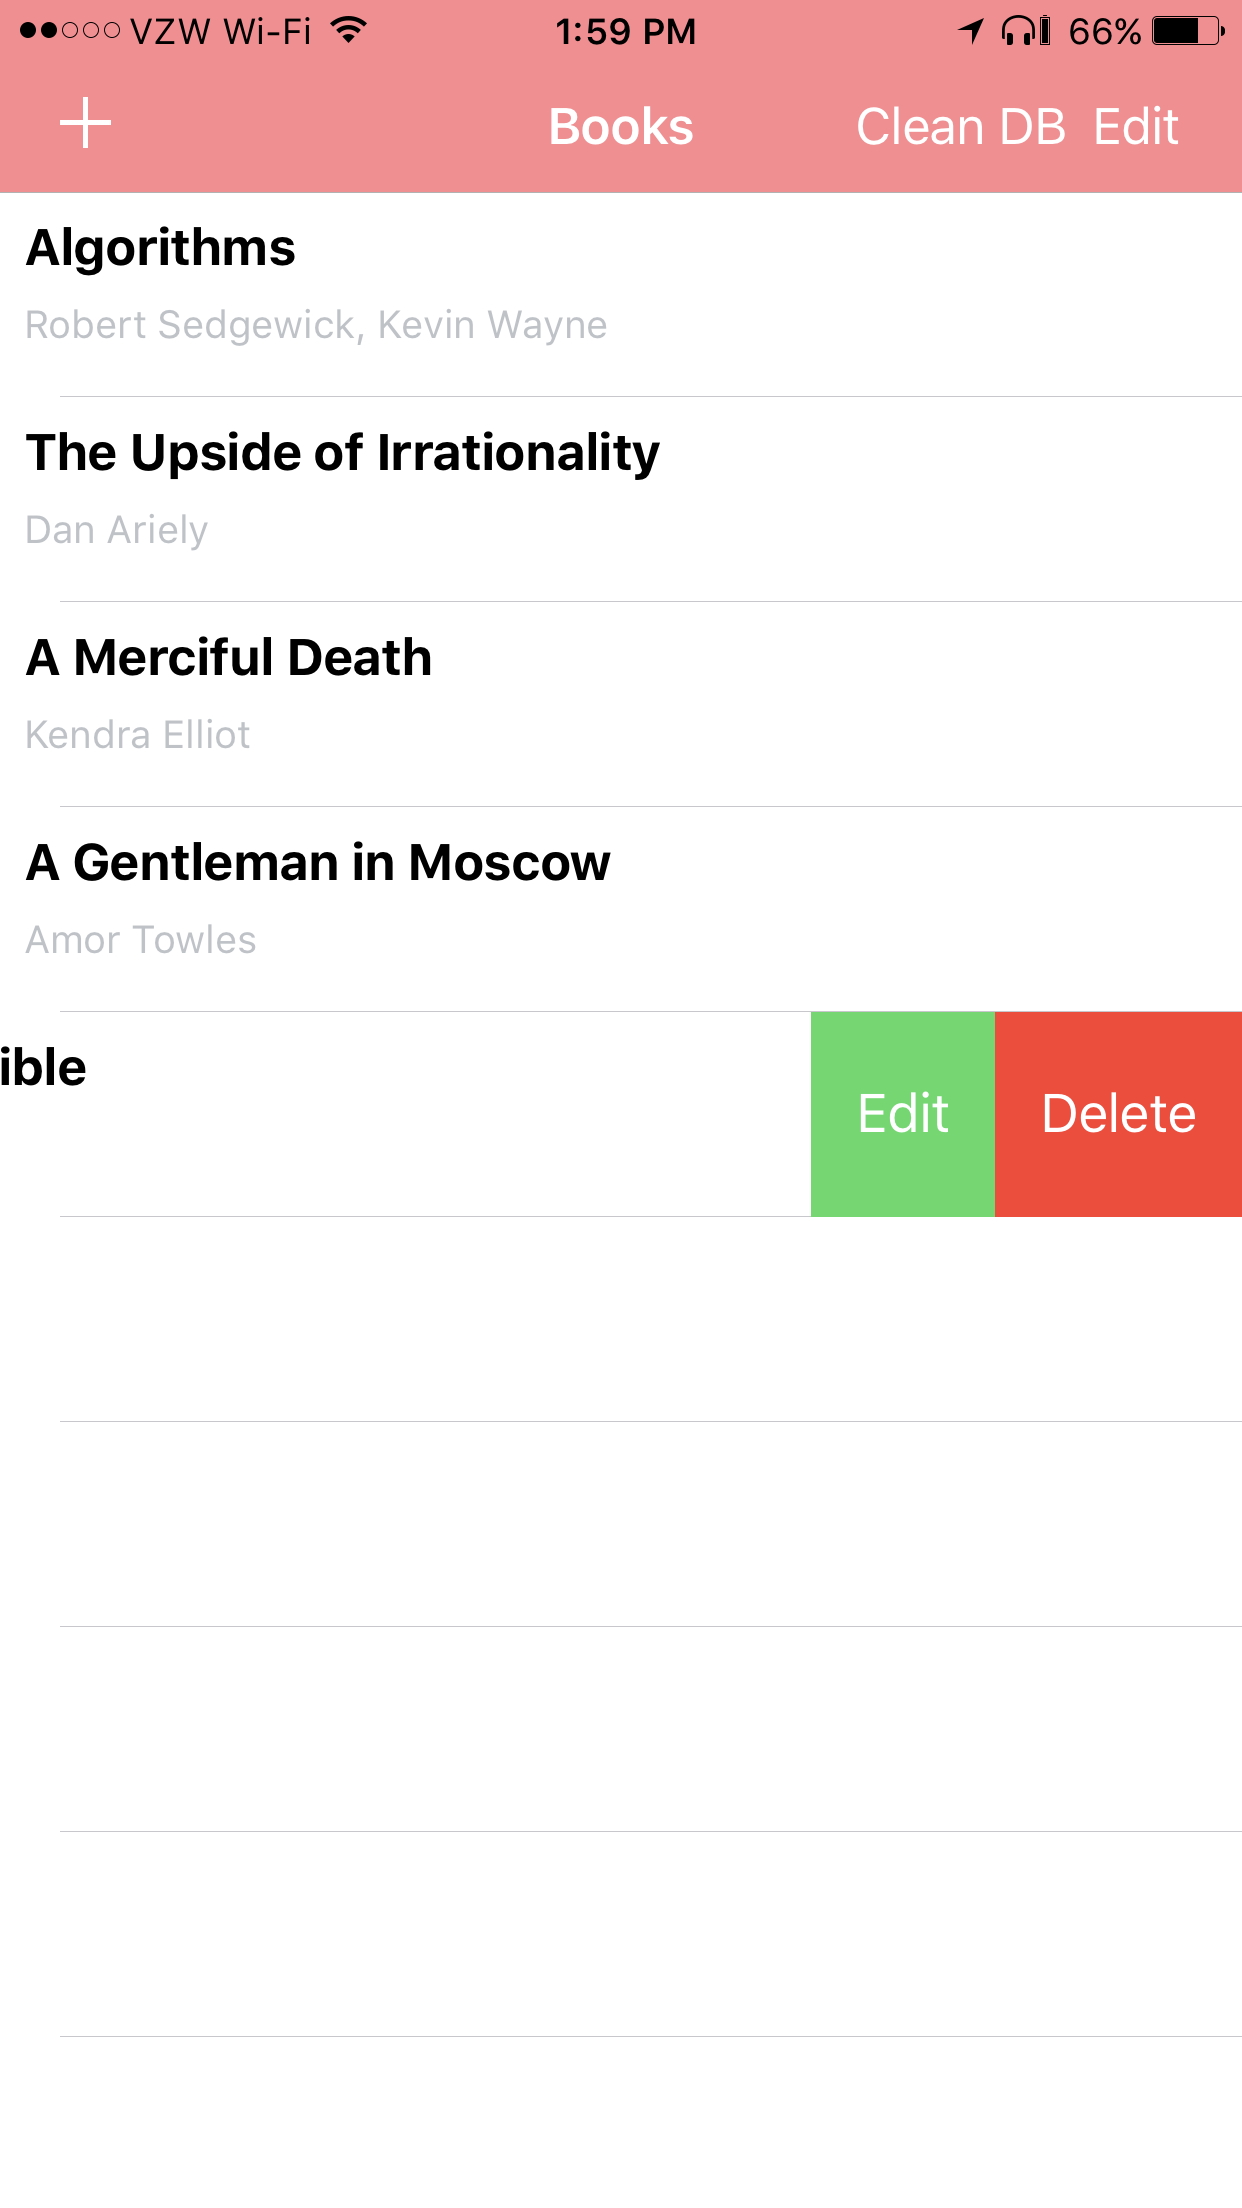 VZW Wi-Fi 1:59 PM 66%
Books Clean DB Edit
Algorithms
Robert Sedgewick, Kevin Wayne
The Upside of Irrationality
Dan Ariely
A Merciful Death
Kendra Elliot
A Gentleman in Moscow
Amor Towles
ible Edit Delete